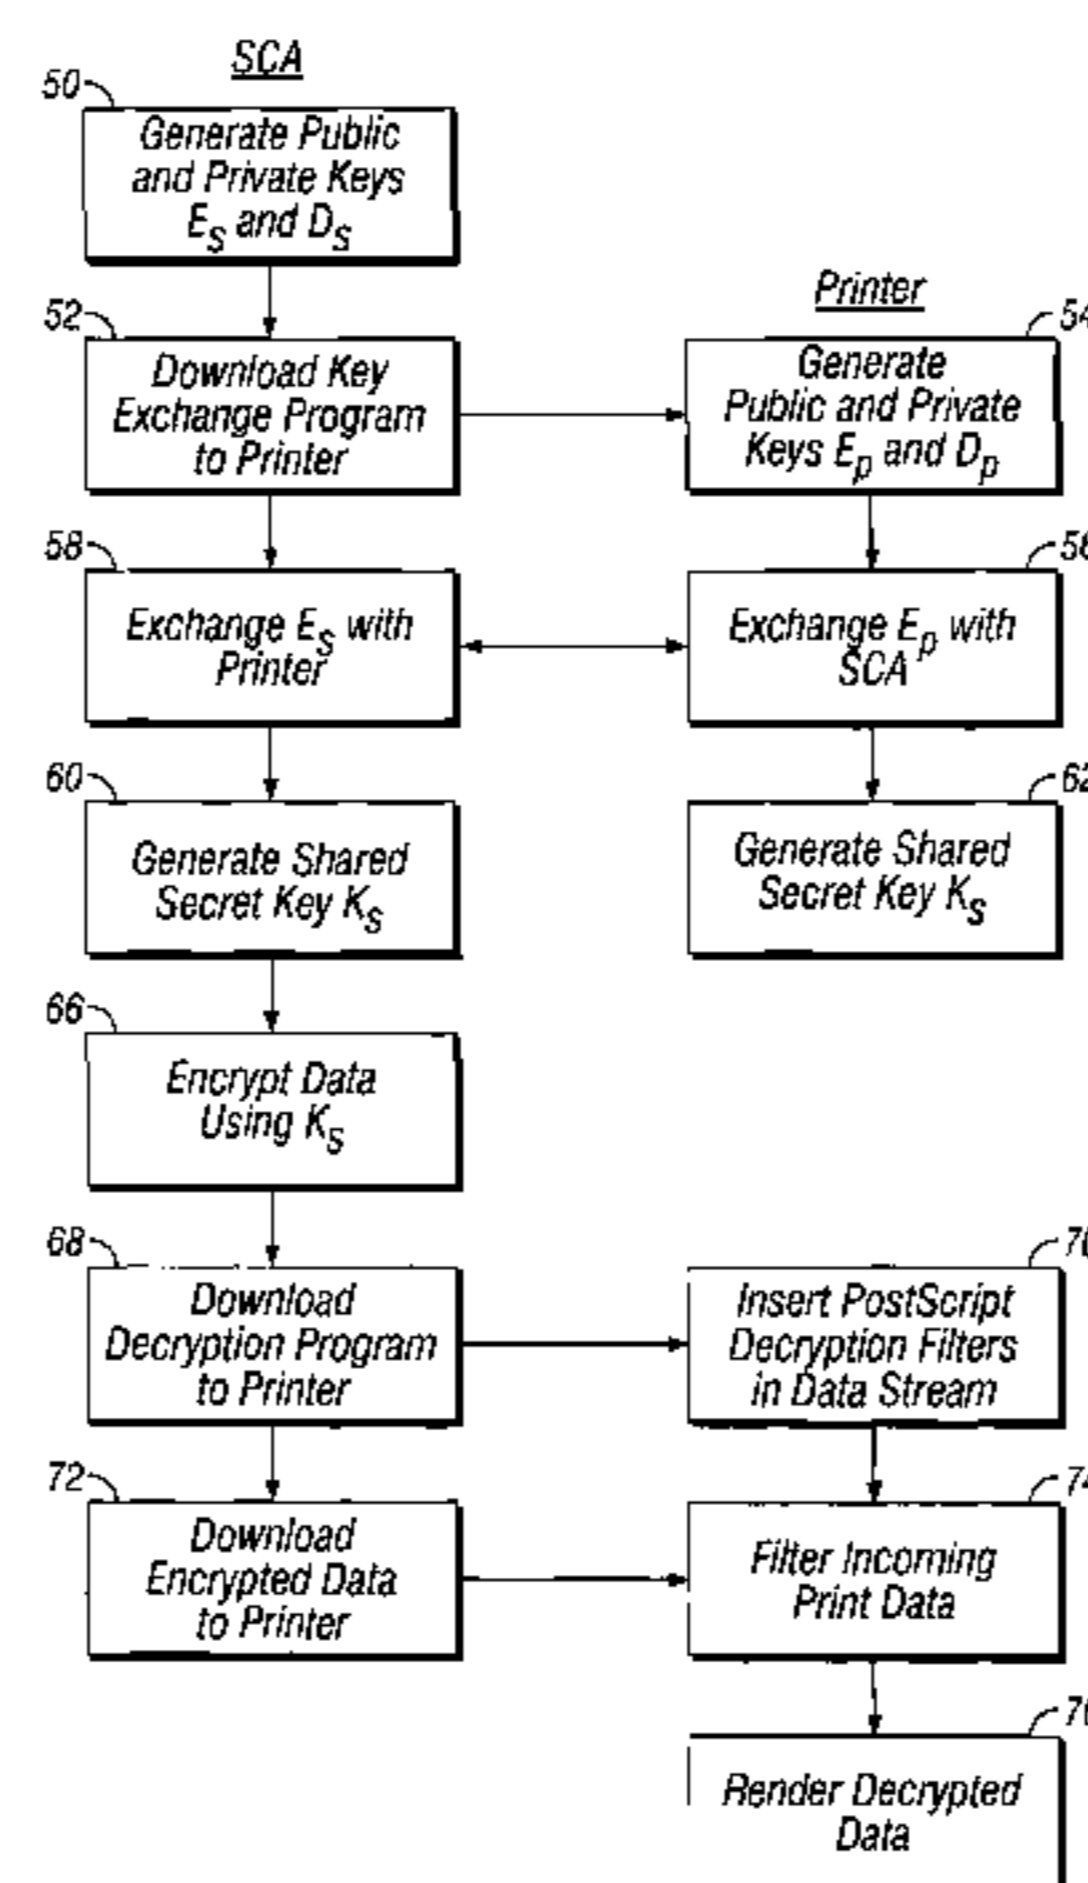 SCA
50
Generate Public
and Private Keys
ES and DS
Printer
52
54
Download Key
Exchange Program
to Printer
Generate
Public and Private
Keys Ep and Dp
58
Exchange ES with
Printer
Exchange Ep with
SCA
60
62
Generate Shared
Secret Key KS
Generate Shared
Secret Key KS
66
Encrypt Data
Using KS
68
Download
Decryption Program
to Printer
Insert PostScript
Decryption Filters
in Data Stream
72
74
Download
Encrypted Data
to Printer
Filter Incoming
Print Data
Render Decrypted
Data